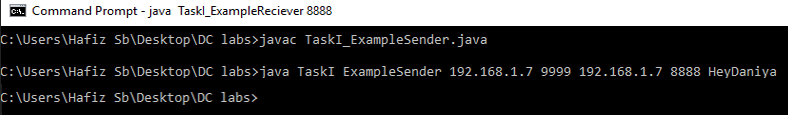 Command Prompt - java TaskI_ExampleReciever 8888
C:\Users\Hafiz Sb\Desktop\DC labs>javac TaskI_ExampleSender.java
C:\Users\Hafiz Sb\Desktop\DC labs>java TaskI ExampleSender 192.168.1.7 9999 192.168.1.7 8888 HeyDaniya
C:\Users\Hafiz Sb\Desktop\DC labs>